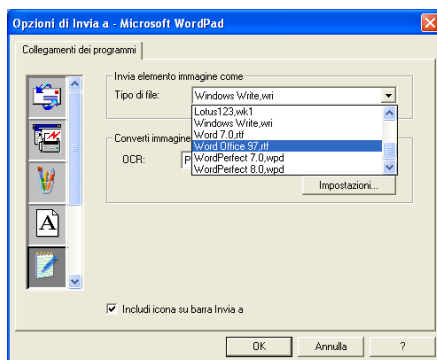 Opzioni di Invia a - Microsoft WordPad
Collegamenti dei programmi
Invia elemento immagine come
Tipo di file: Windows Write,wri
Lotus123,wk1
Windows Write,wri
Word 7.0,rtf
Word Office 97,rtf
WordPerfect 7.0,wpd
WordPerfect 8.0,wpd
Converti immagine
OCR: P
Impostazioni...
A
Includi icona su barra Invia a
OK Annulla ?